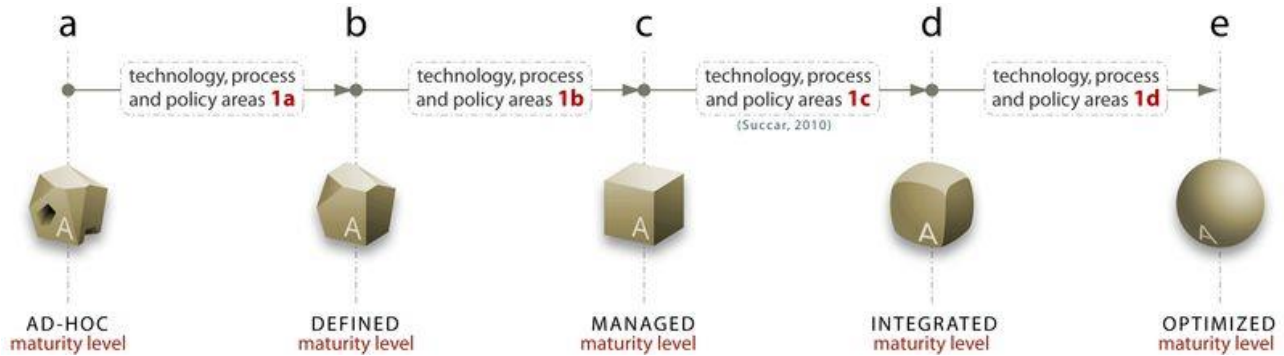 a
b
c
d
e
technology, process
and policy areas 1a
technology, process
and policy areas 1b
technology, process
and policy areas 1c
(Succar, 2010)
technology, process
and policy areas 1d
A
A
A
A
A
AD-HOC
maturity level
DEFINED
maturity level
MANAGED
maturity level
INTEGRATED
maturity level
OPTIMIZED
maturity level